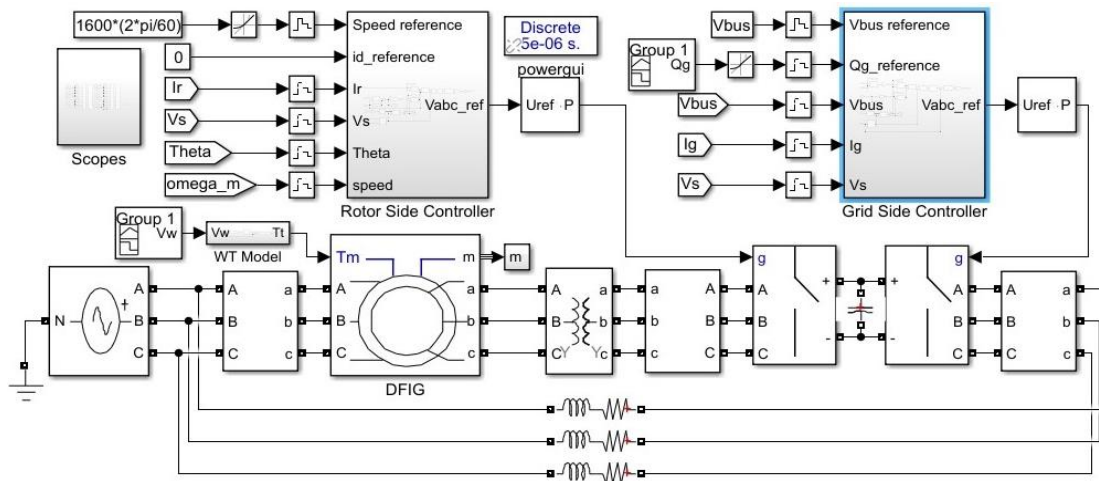 1600*(2*pi/60)
Speed reference
0
id_reference
Ir
Ir
Vs
Vs
Theta
Theta
omega_m
speed
Vabc_ref
Rotor Side Controller
Scopes
Discrete
5e-06 s.
powergui
Uref P
Vbus
Vbus reference
Group 1
Qg
Qg_reference
Vbus
Vbus
Ig
Ig
Vs
Vs
Vabc_ref
Grid Side Controller
Uref P
Group 1
Vw
Vw Tt
WT Model
Tm m
m
g
g
N A
B
C
+
A a
B b
C c
A a
B b
C c
DFIG
A a
B b
C c
Y Y
a A
b B
c C
A +
B
C -
+ A
B
- C
A a
B b
C c